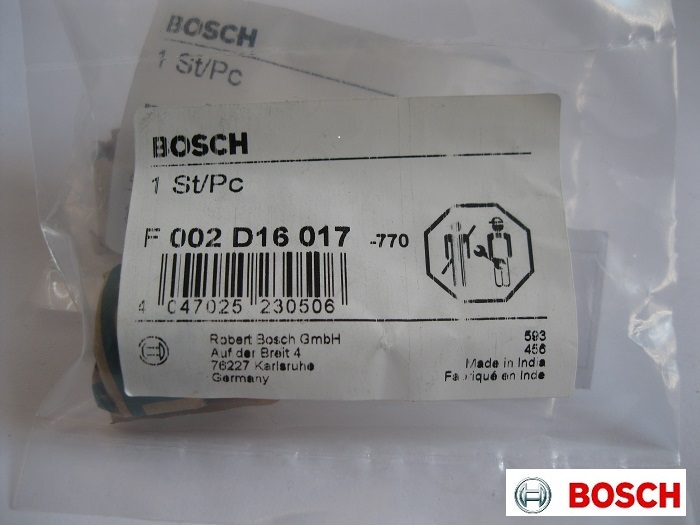 BOSCH
1 St/Pc
BOSCH
1 St/Pc
F 002 D16 017 -770
4 047025 230506
Robert Bosch GmbH
Auf der Breit 4
76227 Karlsruhe
Germany
593
456
Made in India
Fabriqué en Inde
BOSCH